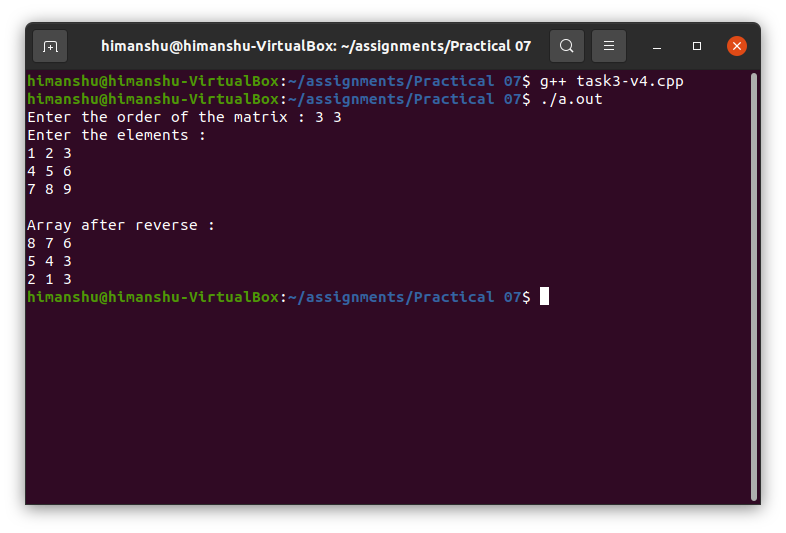 himanshu@himanshu-VirtualBox: ~/assignments/Practical 07
himanshu@himanshu-VirtualBox:~/assignments/Practical 07$ g++ task3-v4.cpp
himanshu@himanshu-VirtualBox:~/assignments/Practical 07$ ./a.out
Enter the order of the matrix : 3 3
Enter the elements :
1 2 3
4 5 6
7 8 9
Array after reverse :
8 7 6
5 4 3
2 1 3
himanshu@himanshu-VirtualBox:~/assignments/Practical 07$